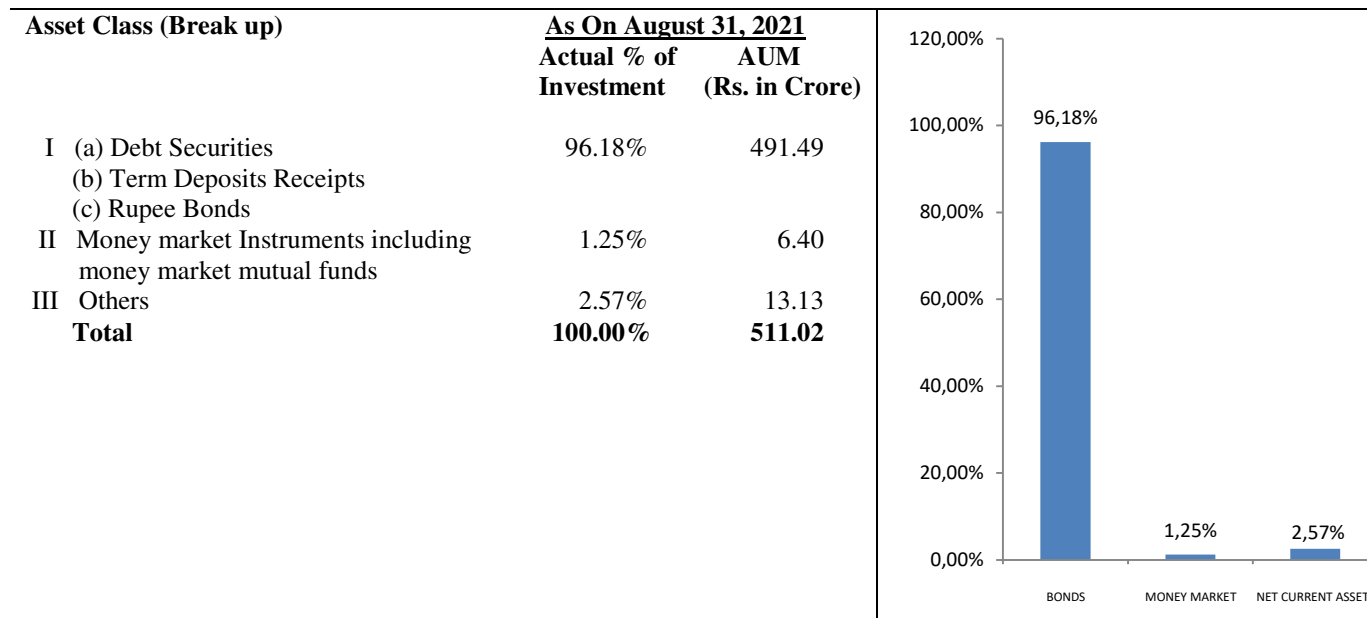 Asset Class (Break up) As On August 31, 2021
Actual % of AUM
Investment (Rs. in Crore)
I (a) Debt Securities 96.18% 491.49
(b) Term Deposits Receipts
(c) Rupee Bonds
II Money market Instruments including 1.25% 6.40
money market mutual funds
III Others 2.57% 13.13
Total 100.00% 511.02
120,00%
100,00%
80,00%
60,00%
40,00%
20,00%
0,00%
96,18%
1,25% 2,57%
BONDS MONEY MARKET NET CURRENT ASSET